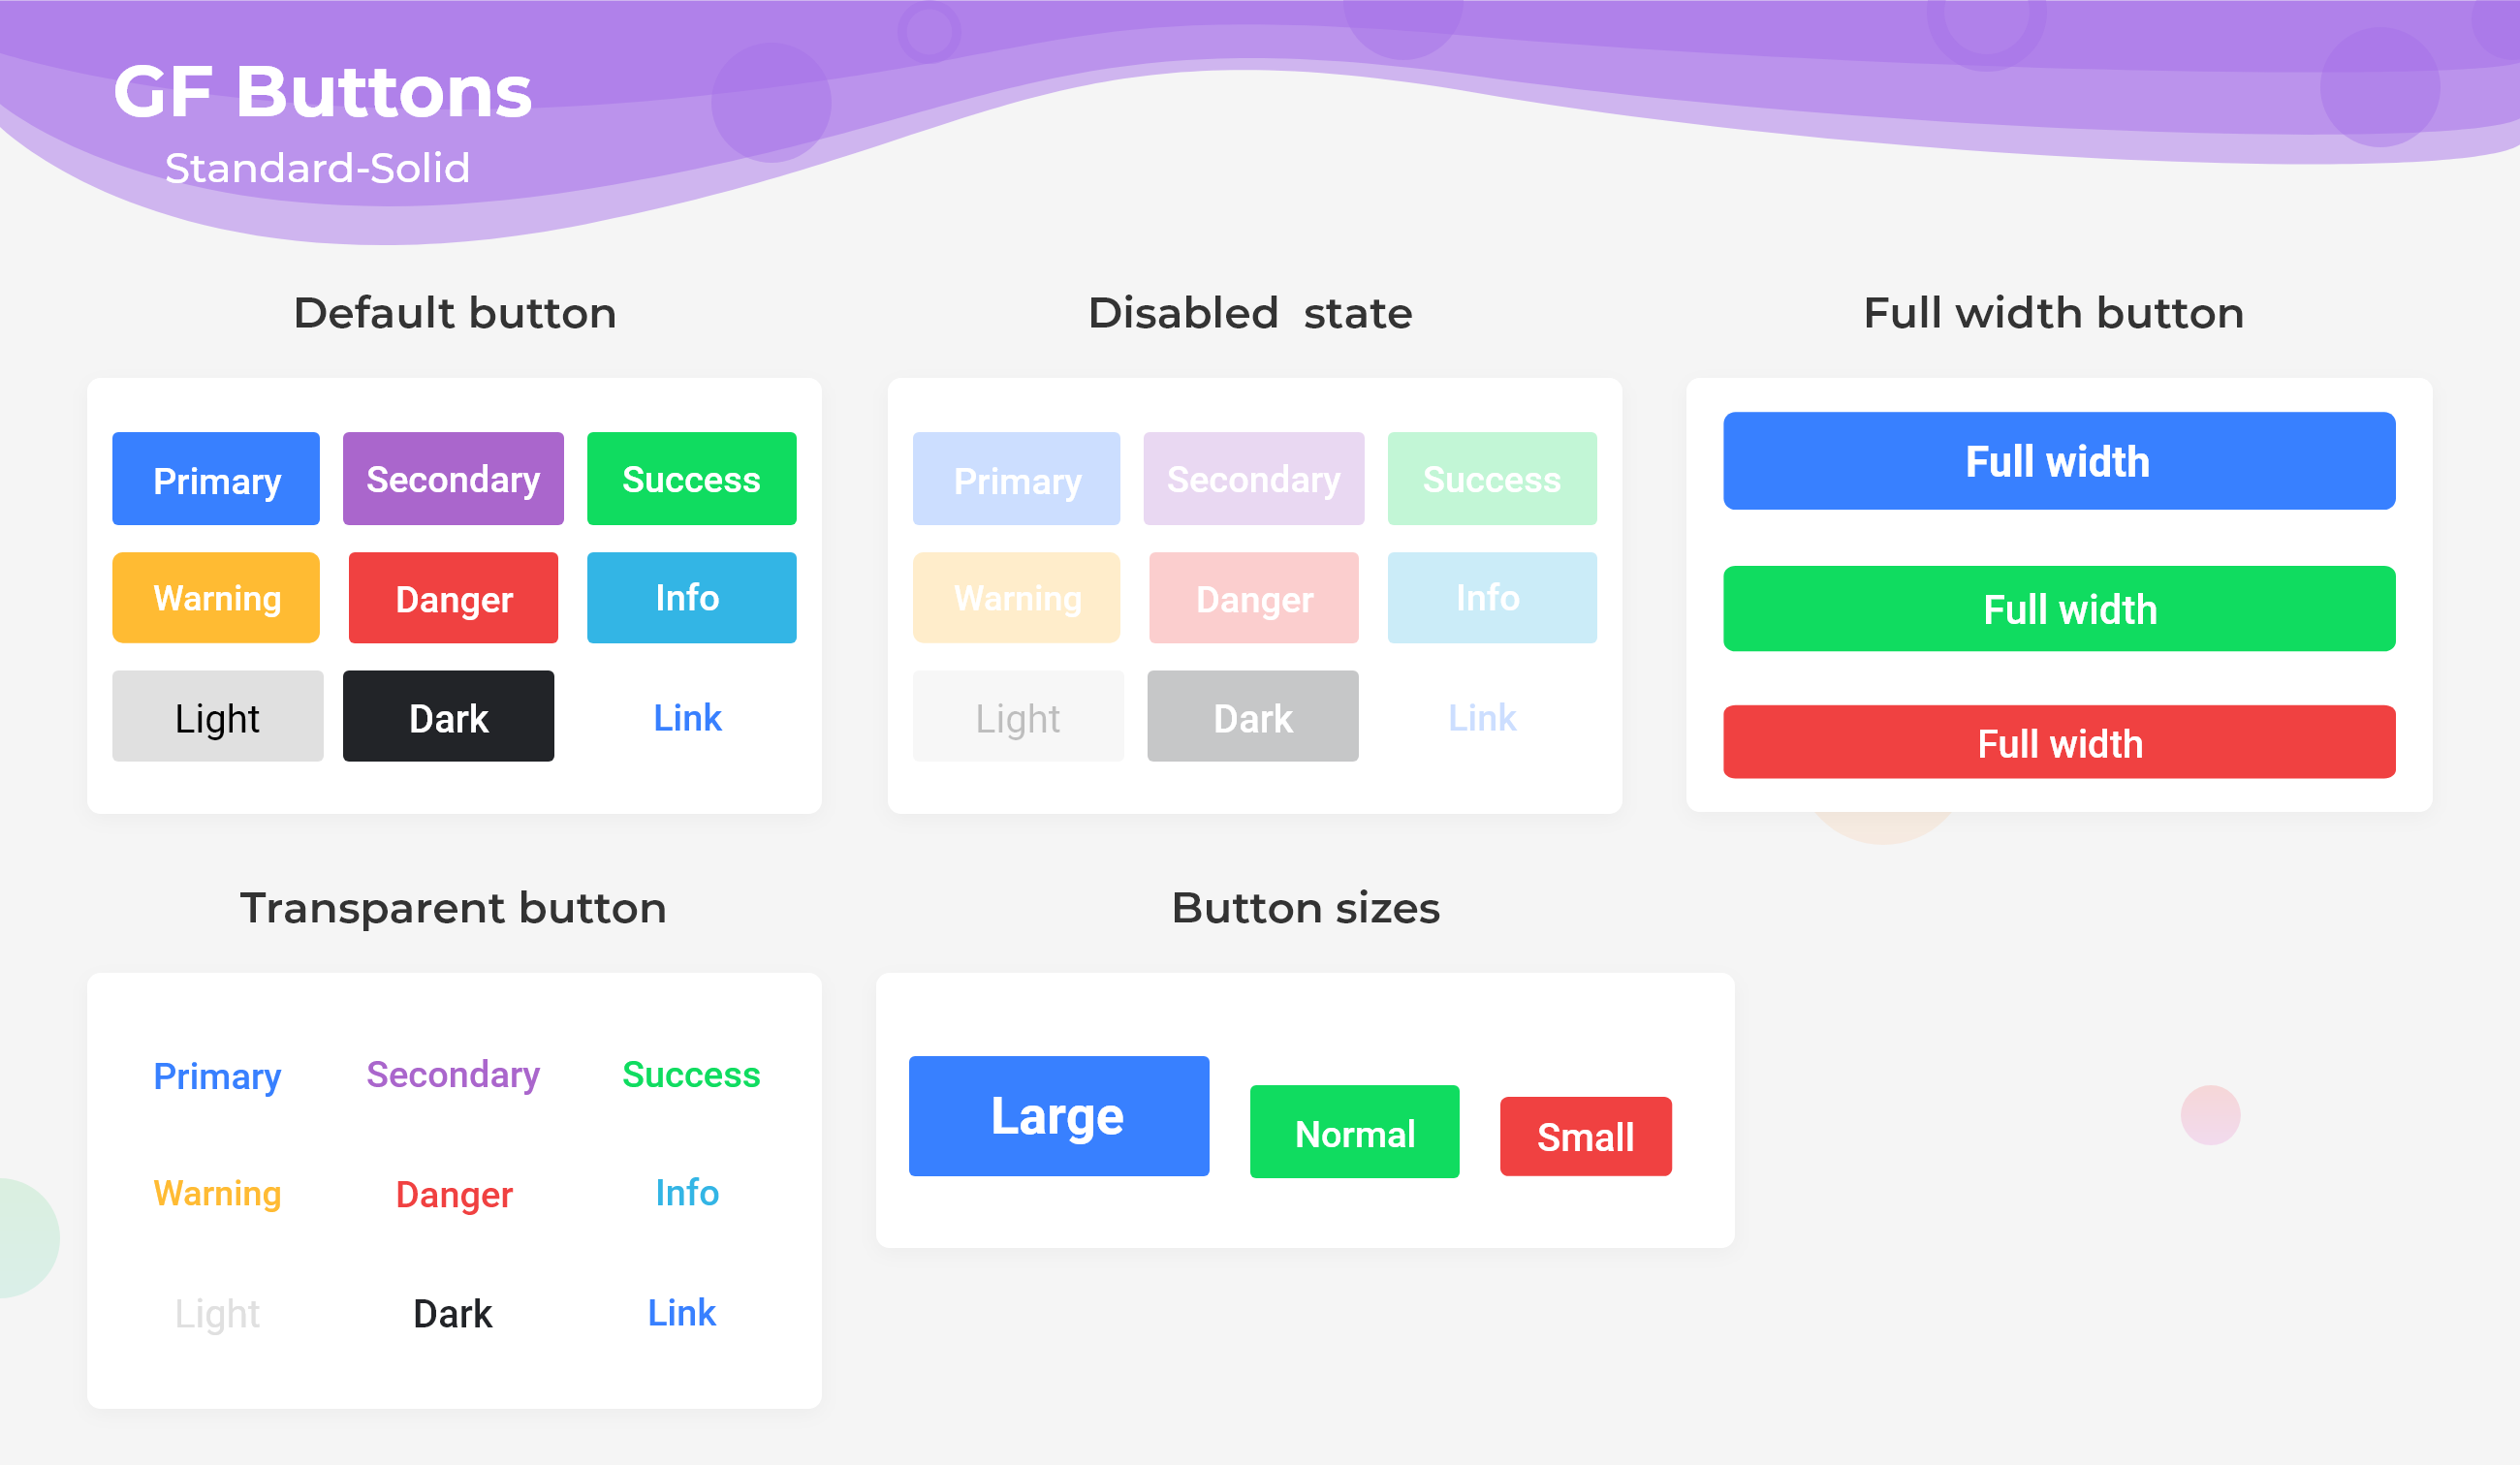 GF Buttons
Standard-Solid
Default button
Primary Secondary Success
Warning Danger Info
Light Dark Link
Disabled state
Primary Secondary Success
Warning Danger Info
Light Dark Link
Full width button
Full width
Full width
Full width
Transparent button
Primary Secondary Success
Warning Danger Info
Light Dark Link
Button sizes
Large Normal Small